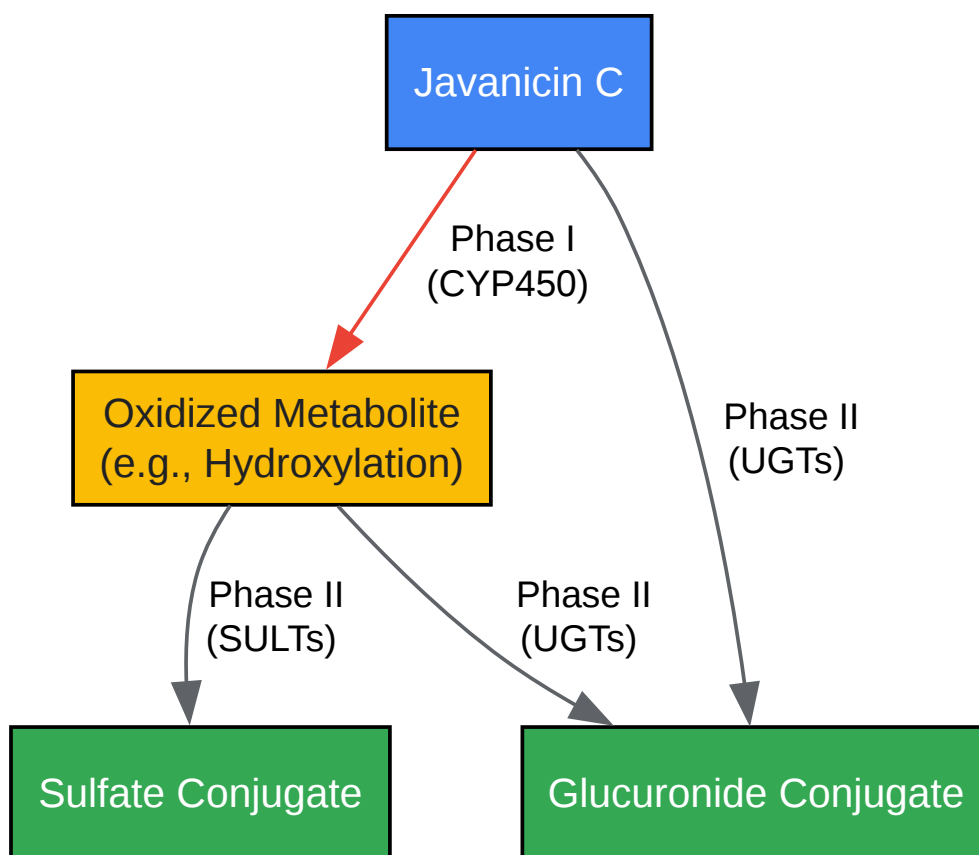 Javanicin C
Phase I
(CYP450)
Oxidized Metabolite
(e.g., Hydroxylation)
Phase II
(UGTs)
Phase II
(SULTs)
Phase II
(UGTs)
Sulfate Conjugate
Glucuronide Conjugate